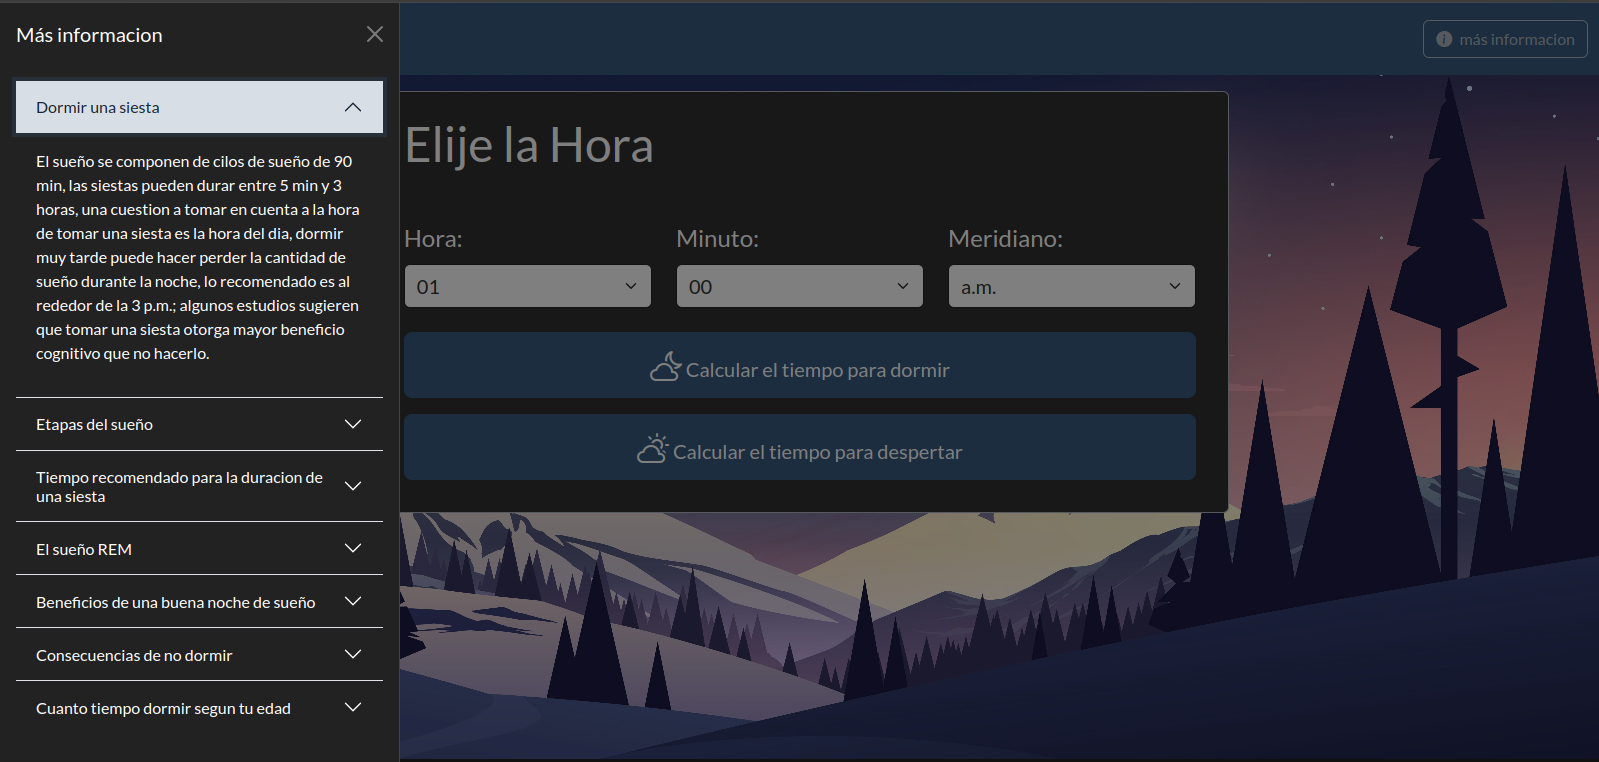 Más informacion
Dormir una siesta
El sueño se componen de cilos de sueño de 90
min, las siestas pueden durar entre 5 min y 3
horas, una cuestion a tomar en cuenta a la hora
de tomar una siesta es la hora del dia, dormir
muy tarde puede hacer perder la cantidad de
sueño durante la noche, lo recomendado es al
rededor de la 3 p.m.; algunos estudios sugieren
que tomar una siesta otorga mayor beneficio
cognitivo que no hacerlo.
Etapas del sueño
Tiempo recomendado para la duracion de
una siesta
El sueño REM
Beneficios de una buena noche de sueño
Consecuencias de no dormir
Cuanto tiempo dormir segun tu edad
más informacion
Elije la Hora
Hora:
Minuto:
Meridiano:
01
00
a.m.
Calcular el tiempo para dormir
Calcular el tiempo para despertar